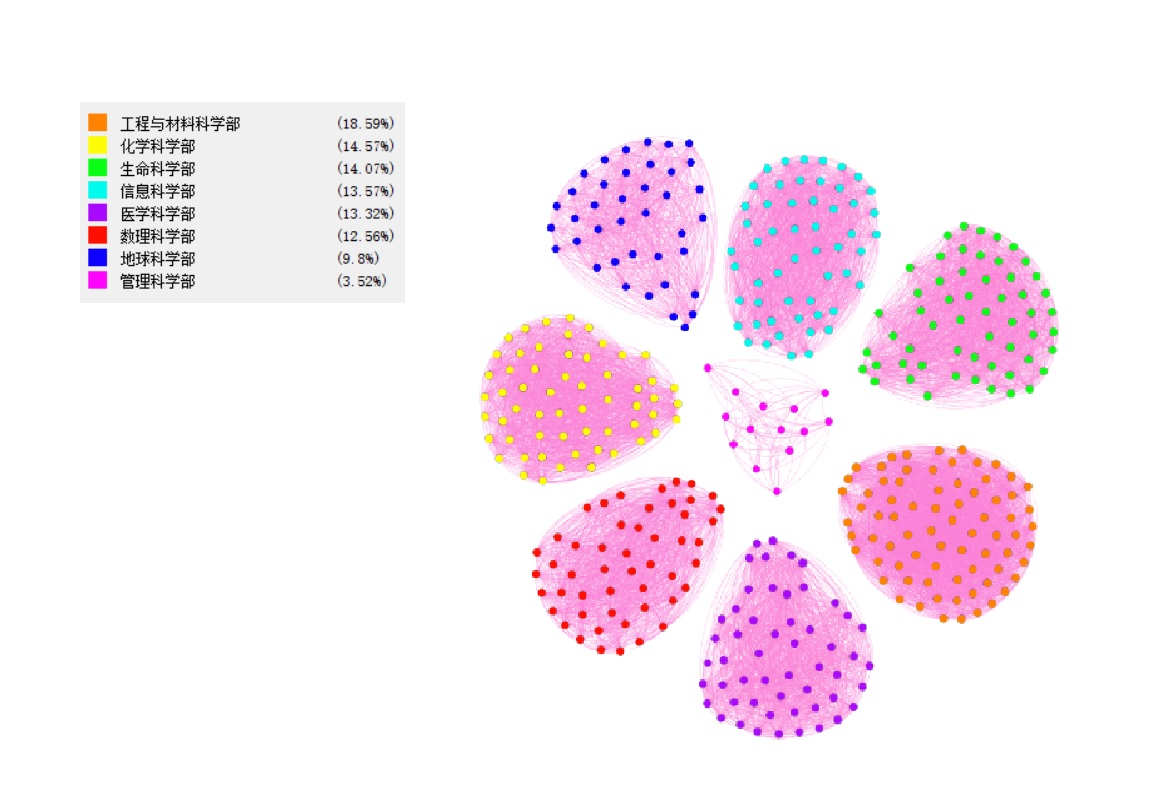 工程与材料科学部 (18.59%)
化学科学部 (14.57%)
生命科学部 (14.07%)
信息科学部 (13.57%)
医学科学部 (13.32%)
数理科学部 (12.56%)
地球科学部 (9.8%)
管理科学部 (3.52%)